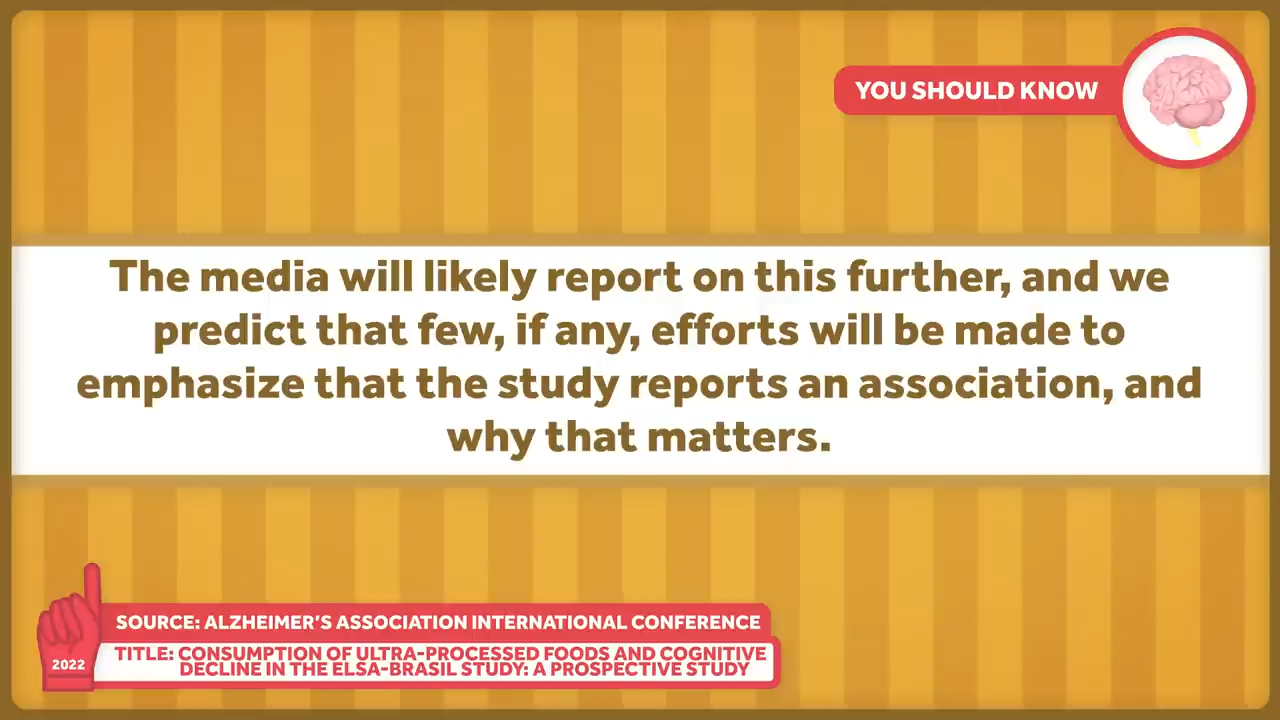 YOU SHOULD KNOW
The media will likely report on this further, and we
predict that few, if any, efforts will be made to
emphasize that the study reports an association, and
why that matters.
SOURCE: ALZHEIMER'S ASSOCIATION INTERNATIONAL CONFERENCE
2022
TITLE: CONSUMPTION OF ULTRA-PROCESSED FOODS AND COGNITIVE
DECLINE IN THE ELSA-BRASIL STUDY: A PROSPECTIVE STUDY